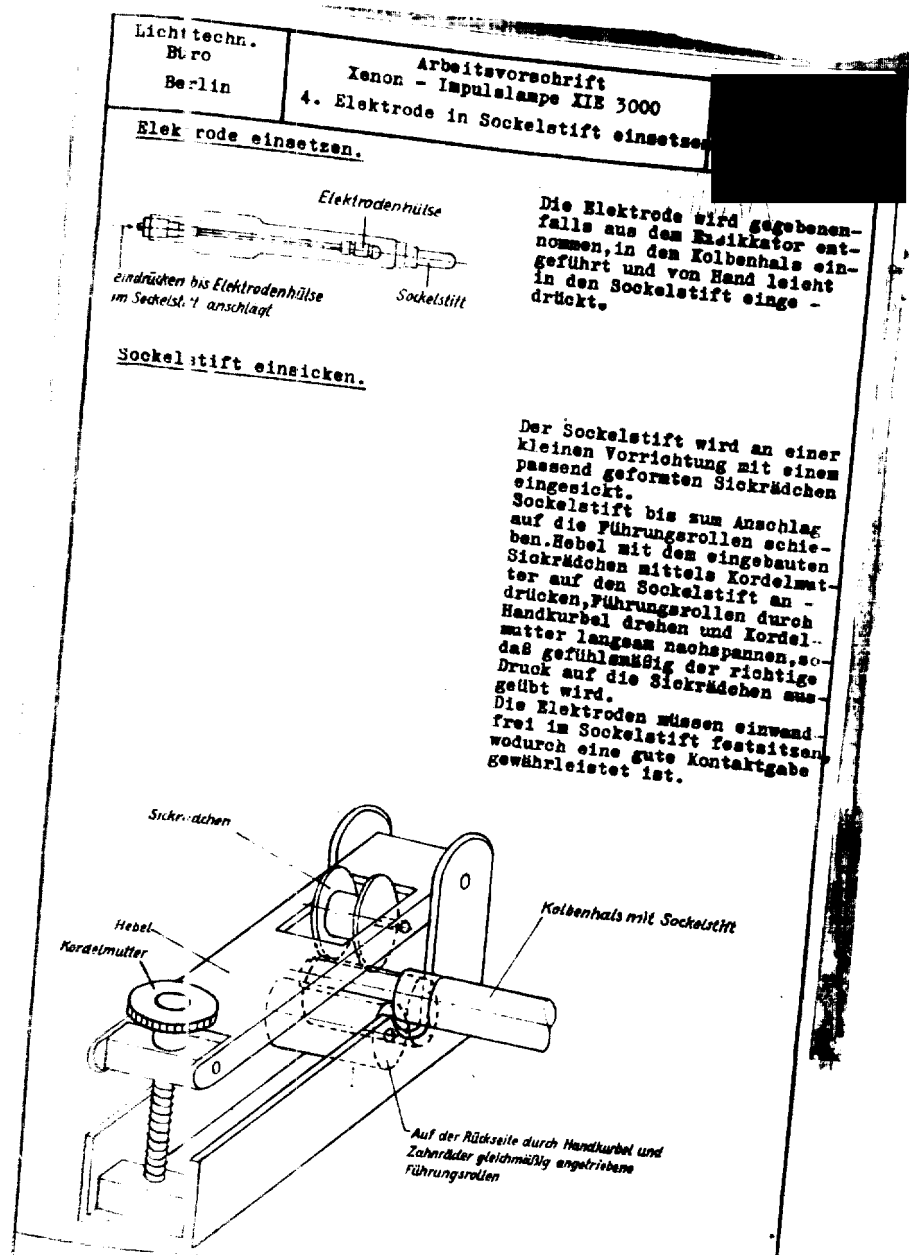 Lichttechn.
Büro
Berlin
Arbeitsvorschrift
Xenon - Impulslampe XIE 3000
4. Elektrode in Sockelstift einsetzen
Elektrode einsetzen.
Elektrodenhülse
eindrücken bis Elektrodenhülse
im Sockelstift anschlagt
Sockelstift
Die Elektrode wird gegebenen-
falls aus dem Exsikkator ent-
nommen,in den Kolbenhals ein-
geführt und von Hand leicht
in den Sockelstift einge -
drückt.
Sockelstift einsicken.
Der Sockelstift wird an einer
kleinen Vorrichtung mit einem
passend geformten Sickrädchen
eingesickt.
Sockelstift bis zum Anschlag
auf die Führungsrollen schie-
ben.Hebel mit dem eingebauten
Sickrädchen mittels Kordelmut-
ter auf den Sockelstift an -
drücken,Führungsrollen durch
Handkurbel drehen und Kordel-
mutter langsam nachspannen,so-
daß gefühlsmäßig der richtige
Druck auf die Sickrädchen aus-
geübt wird.
Die Elektroden müssen einwand-
frei im Sockelstift festsitzen,
wodurch eine gute Kontaktgabe
gewährleistet ist.
Sickrädchen
Hebel
Kordelmutter
Kolbenhals mit Sockelstift
Auf der Rückseite durch Handkurbel und
Zahnräder gleichmäßig angetriebene
Führungsrollen